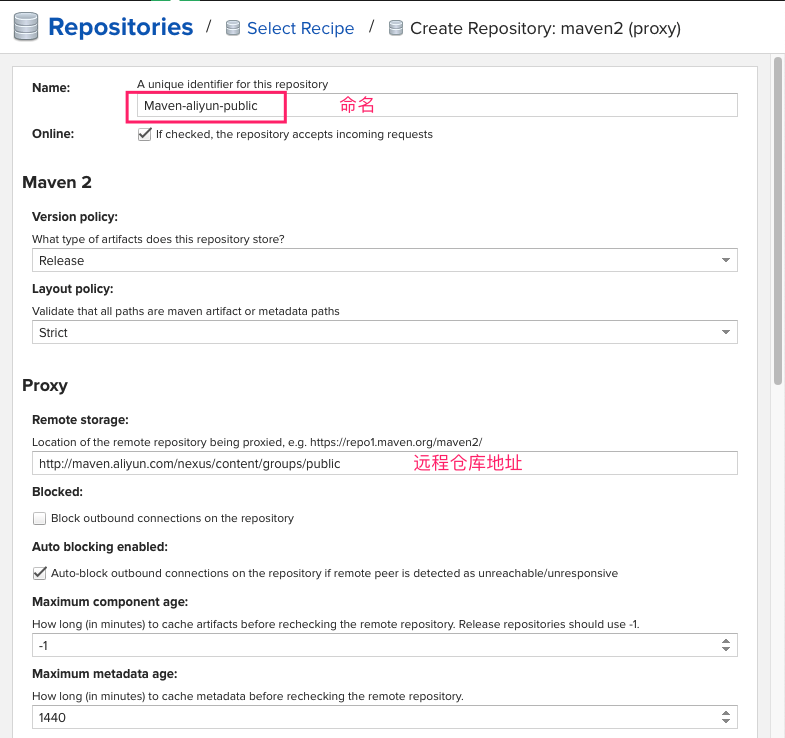 Repositories / Select Recipe / Create Repository: maven2 (proxy)
Name: A unique identifier for this repository
Maven-aliyun-public 命名
Online: If checked, the repository accepts incoming requests
Maven 2
Version policy:
What type of artifacts does this repository store?
Release
Layout policy:
Validate that all paths are maven artifact or metadata paths
Strict
Proxy
Remote storage:
Location of the remote repository being proxied, e.g. https://repo1.maven.org/maven2/
http://maven.aliyun.com/nexus/content/groups/public 远程仓库地址
Blocked:
Block outbound connections on the repository
Auto blocking enabled:
Auto-block outbound connections on the repository if remote peer is detected as unreachable/unresponsive
Maximum component age:
How long (in minutes) to cache artifacts before rechecking the remote repository. Release repositories should use -1.
-1
Maximum metadata age:
How long (in minutes) to cache metadata before rechecking the remote repository.
1440